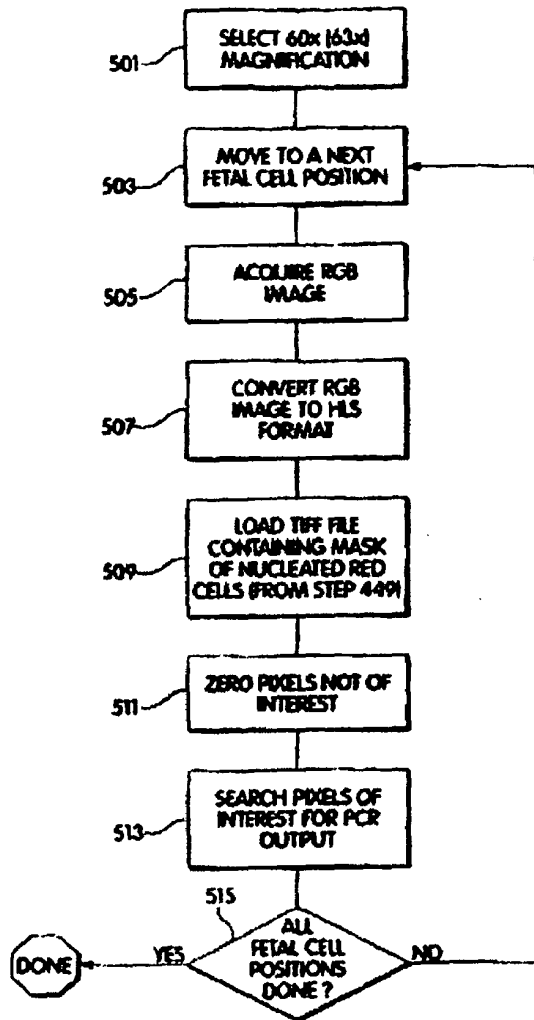 501
SELECT 60x (63x)
MAGNIFICATION
503
MOVE TO A NEXT
FETAL CELL POSITION
505
ACQUIRE RGB
IMAGE
507
CONVERT RGB
IMAGE TO HLS
FORMAT
509
LOAD TIFF FILE
CONTAINING MASK
OF NUCLEATED RED
CELLS (FROM STEP 449)
511
ZERO PIXELS NOT OF
INTEREST
513
SEARCH PIXELS OF
INTEREST FOR PCR
OUTPUT
515
ALL
FETAL CELL
POSITIONS
DONE ?
YES
NO
DONE